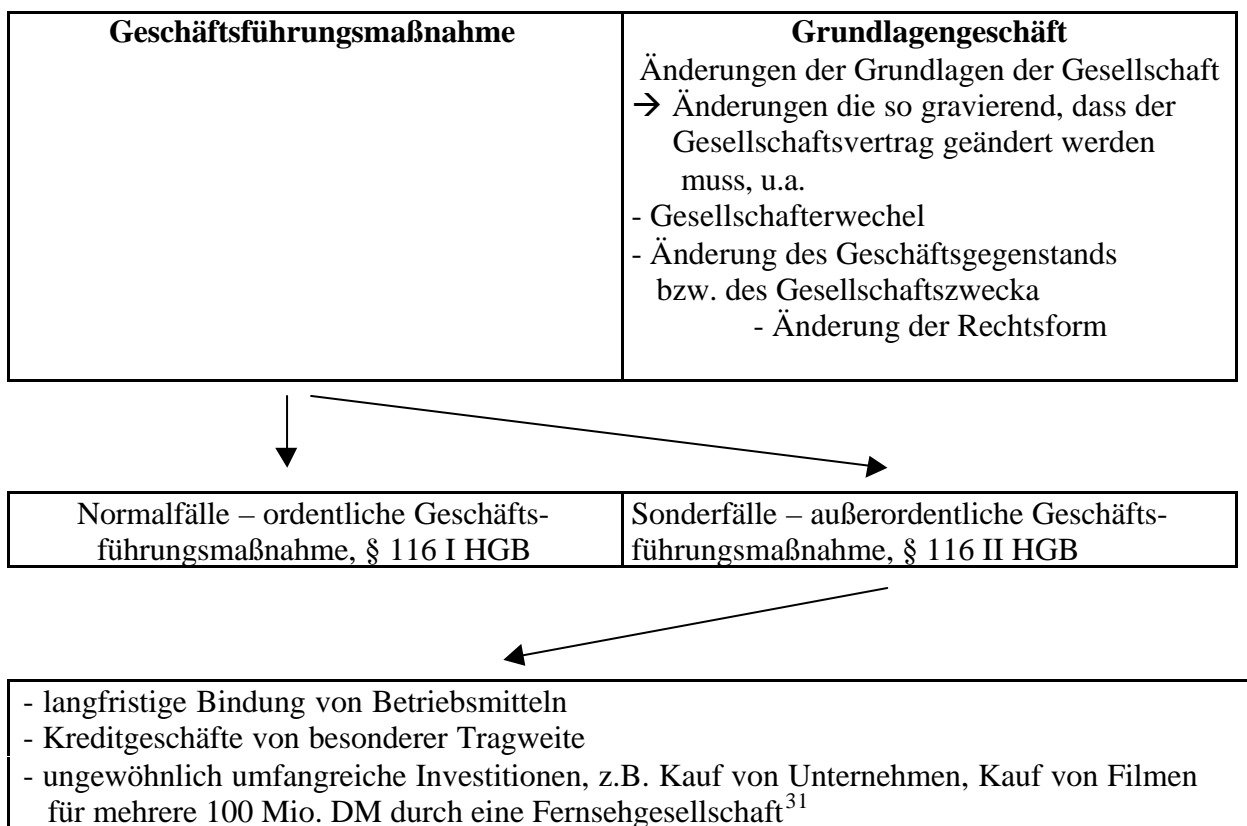 Geschäftsführungsmaßnahme
Grundlagengeschäft
Änderungen der Grundlagen der Gesellschaft
→ Änderungen die so gravierend, dass der
Gesellschaftsvertrag geändert werden
muss, u.a.
- Gesellschafterwechel
- Änderung des Geschäftsgegenstands
bzw. des Gesellschaftszwecka
- Änderung der Rechtsform
Normalfälle – ordentliche Geschäfts-
führungsmaßnahme, § 116 I HGB
Sonderfälle – außerordentliche Geschäfts-
führungsmaßnahme, § 116 II HGB
- langfristige Bindung von Betriebsmitteln
- Kreditgeschäfte von besonderer Tragweite
- ungewöhnlich umfangreiche Investitionen, z.B. Kauf von Unternehmen, Kauf von Filmen
für mehrere 100 Mio. DM durch eine Fernsehgesellschaft31